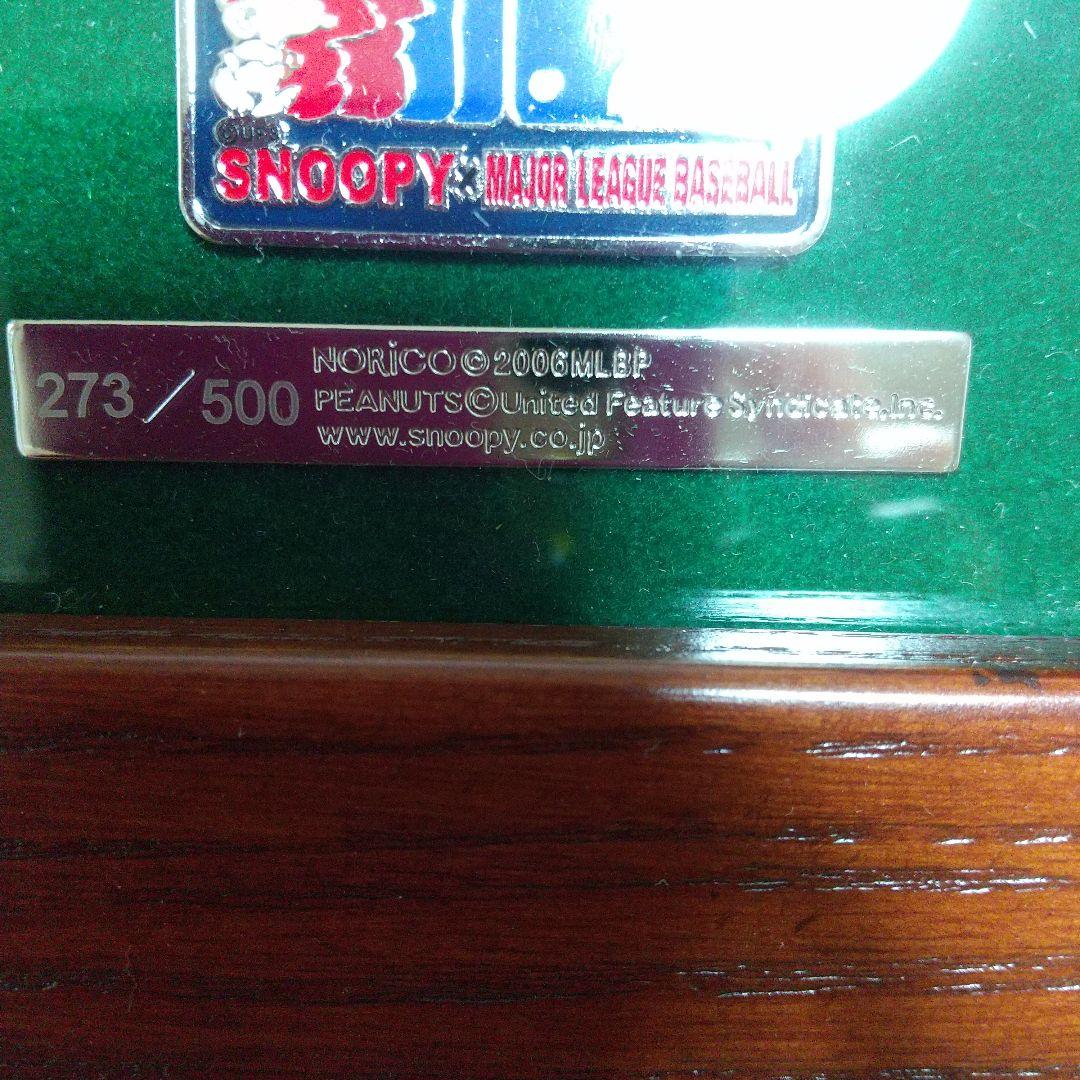 SNOOPY × MAJOR LEAGUE BASEBALL
273 / 500
NORiCO©2006MLBP
PEANUTS©United Feature Syndicate,Inc.
www.snoopy.co.jp